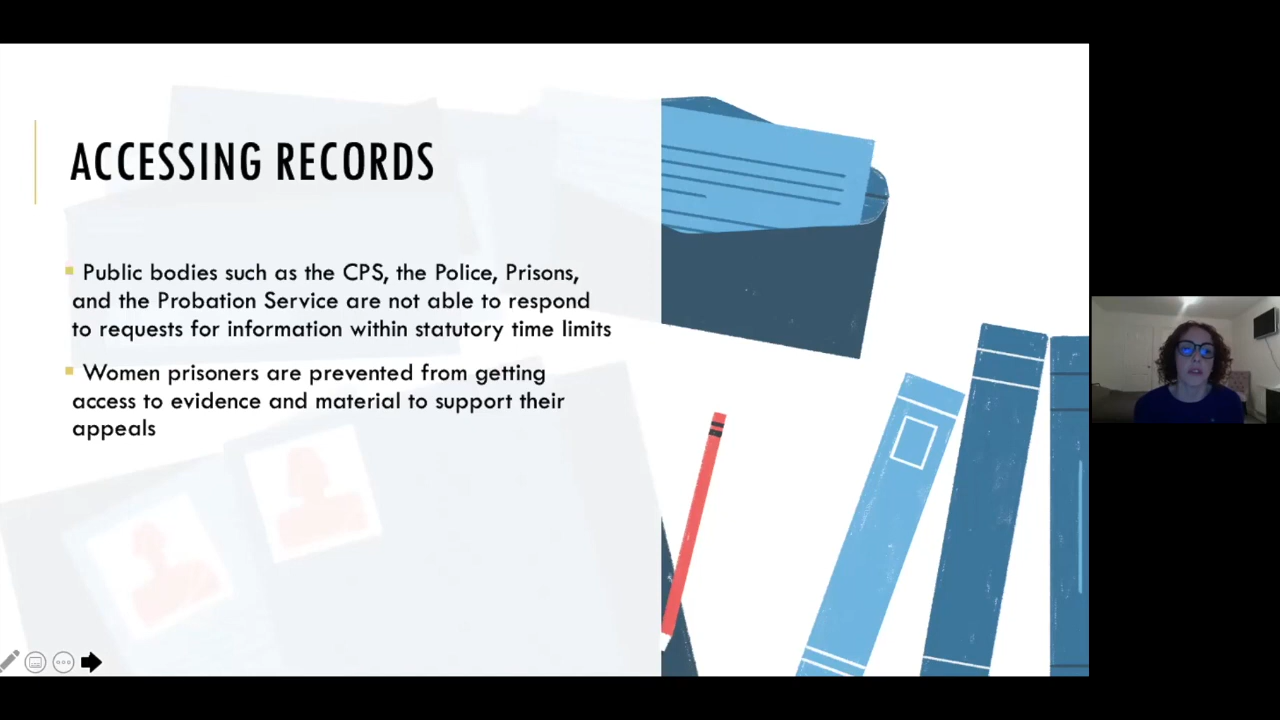 ACCESSING RECORDS
Public bodies such as the CPS, the Police, Prisons,
and the Probation Service are not able to respond
to requests for information within statutory time limits
Women prisoners are prevented from getting
access to evidence and material to support their
appeals